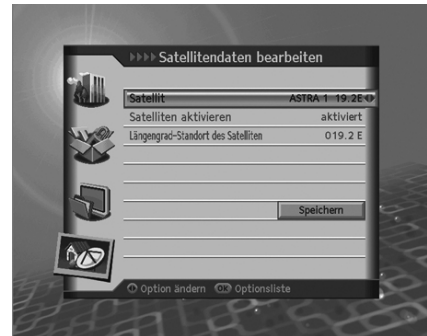 Satellitendaten bearbeiten
Satellit ASTRA 1 19.2E
Satelliten aktivieren aktiviert
Längengrad-Standort des Satelliten 019.2 E
Speichern
Option ändern OK Optionsliste